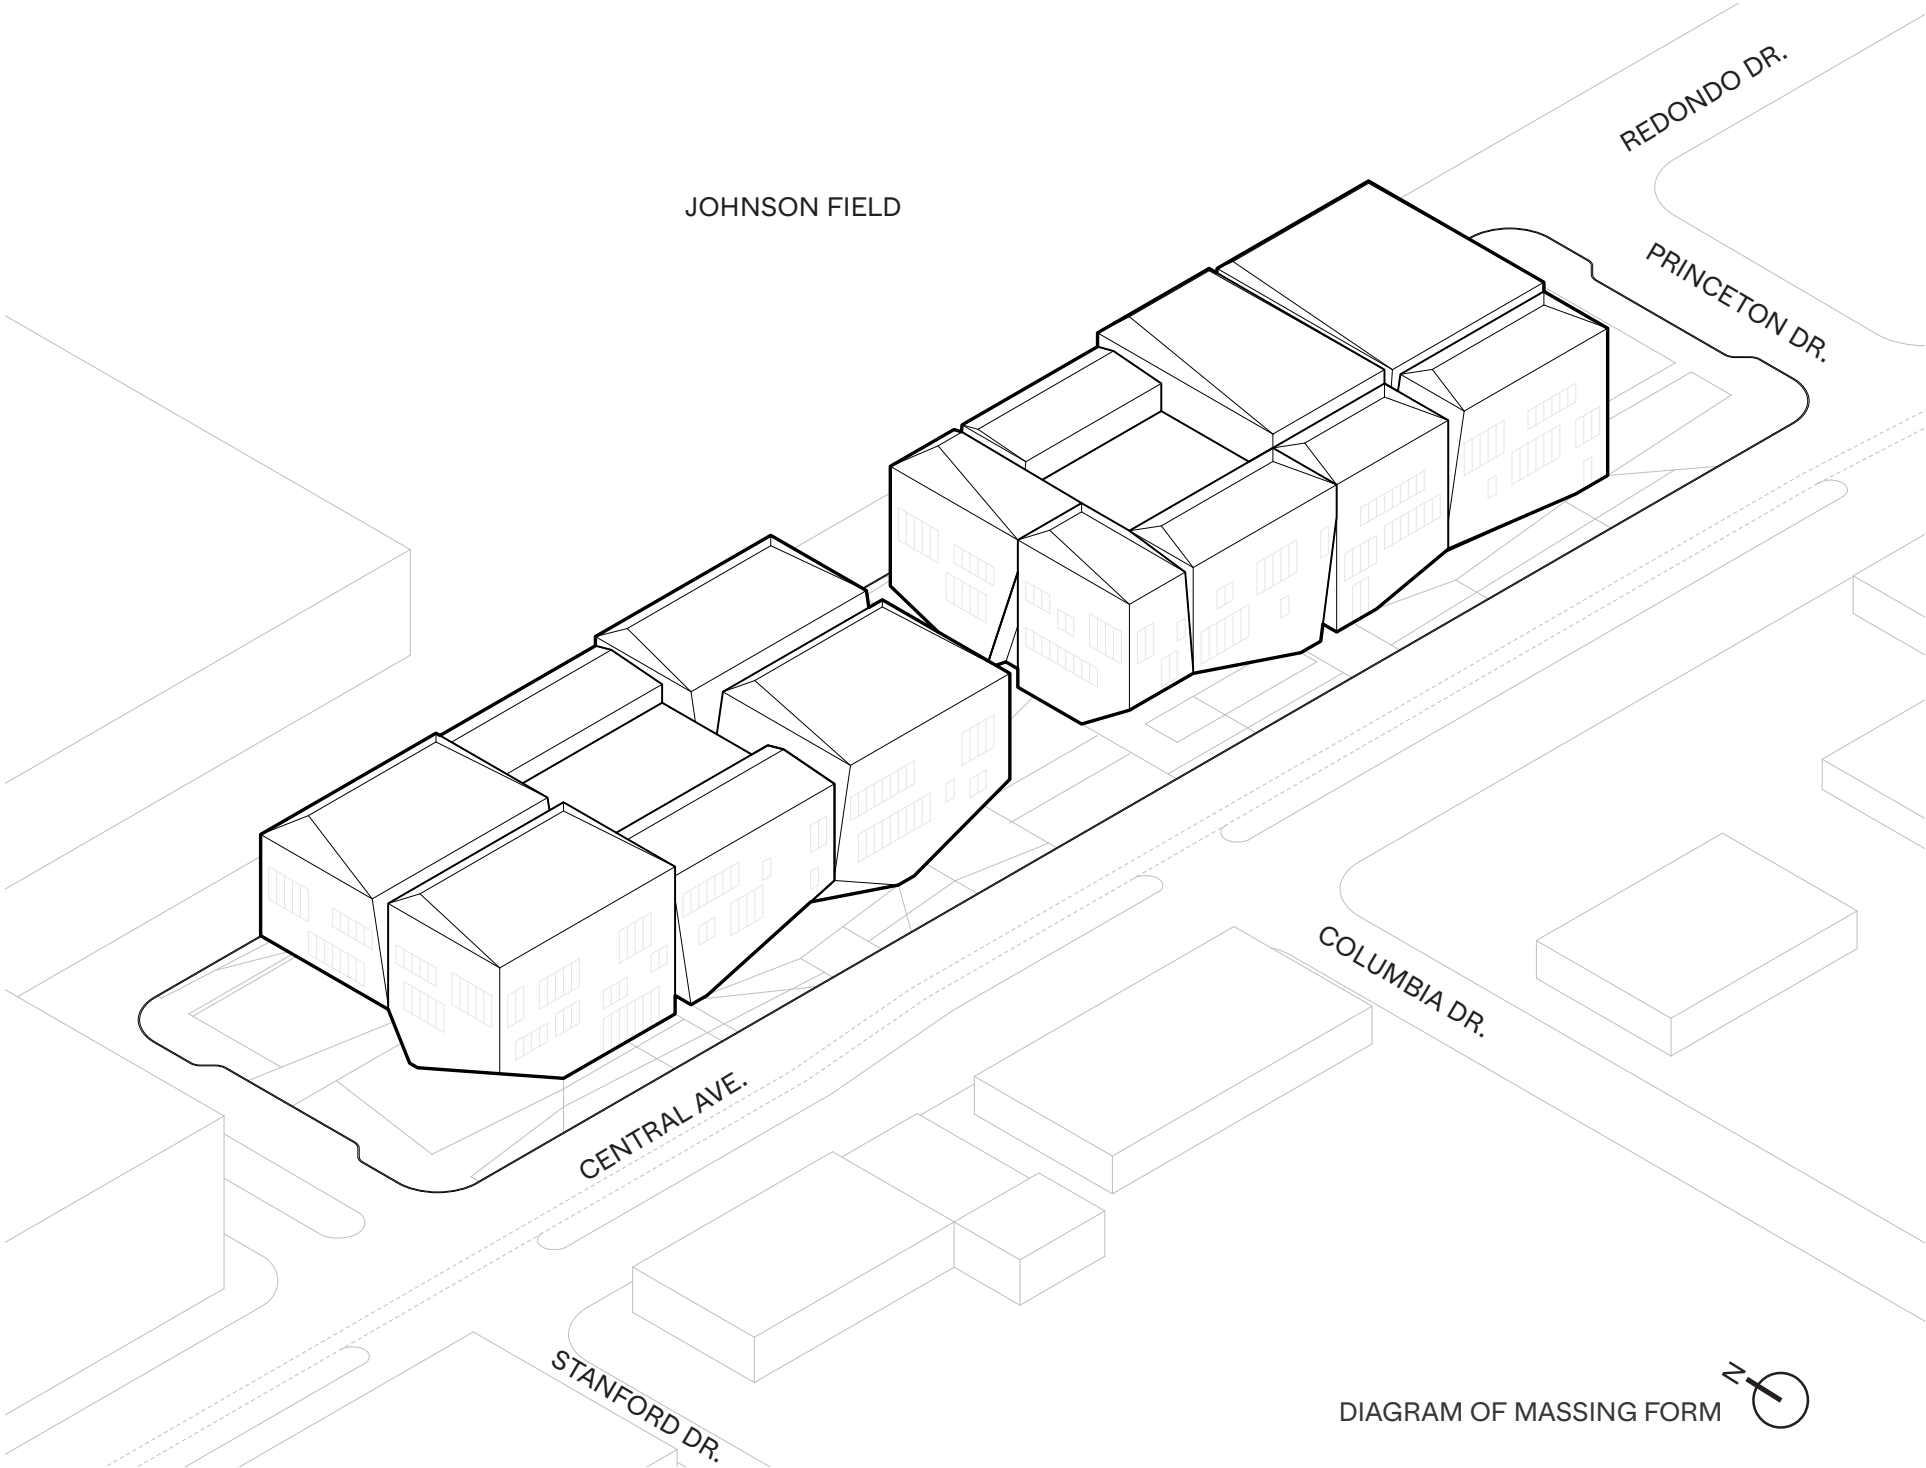 REDONDO DR.
JOHNSON FIELD
PRINCETON DR.
COLUMBIA DR.
CENTRAL AVE.
STANFORD DR.
N
DIAGRAM OF MASSING FORM